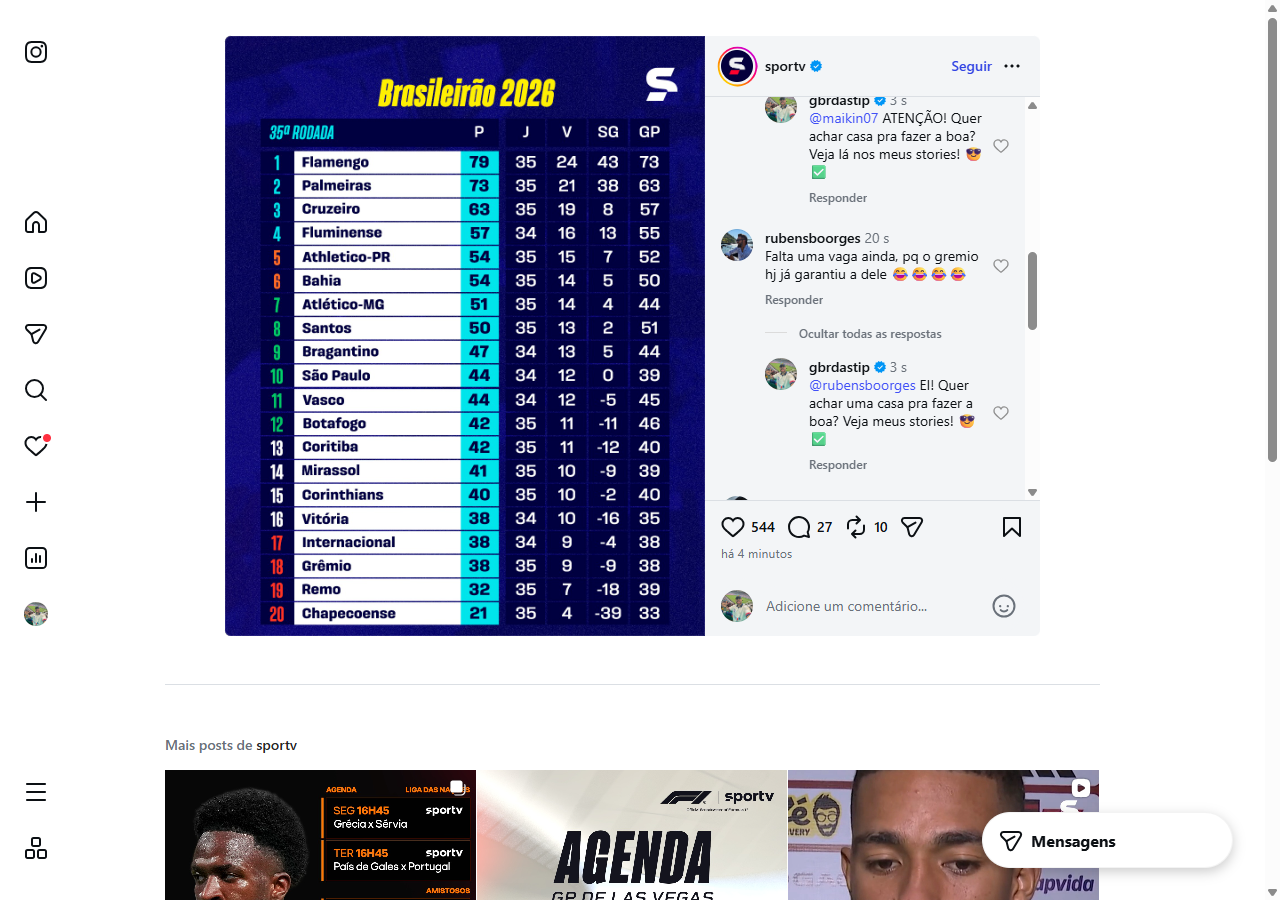 Brasileirão 2026
35ª RODADA P J V SG GP
1 Flamengo 79 35 24 43 73
2 Palmeiras 73 35 21 38 63
3 Cruzeiro 63 35 19 8 57
4 Fluminense 57 34 16 13 55
5 Athletico-PR 54 35 15 7 52
6 Bahia 54 35 14 5 50
7 Atlético-MG 51 35 14 4 44
8 Santos 50 35 13 2 51
9 Bragantino 47 34 13 5 44
10 São Paulo 44 34 12 0 39
11 Vasco 44 34 12 -5 45
12 Botafogo 42 35 11 -11 46
13 Coritiba 42 35 11 -12 40
14 Mirassol 41 35 10 -9 39
15 Corinthians 40 35 10 -2 40
16 Vitória 38 34 10 -16 35
17 Internacional 38 34 9 -4 38
18 Grêmio 38 35 9 -9 38
19 Remo 32 35 7 -18 39
20 Chapecoense 21 35 4 -39 33
sportv
Seguir
gbrdastip 3 s
@maikin07 ATENÇÃO! Quer
achar casa pra fazer a boa?
Veja lá nos meus stories! 😎
✅
Responder
rubensboorges 20 s
Falta uma vaga ainda, pq o gremio
hj já garantiu a dele 😂😂😂😂
Responder
Ocultar todas as respostas
gbrdastip 3 s
@rubensboorges EI! Quer
achar uma casa pra fazer a
boa? Veja meus stories! 😎
✅
Responder
544 27 10
há 4 minutos
Adicione um comentário...
Mais posts de sportv
AGENDA
SEG 16H45 sportv
Grécia x Sérvia
TER 16H45 sportv
País de Gales x Portugal
AMISTOSOS
F1 sportv
AGENDA
GP DE LAS VEGAS
Mensagens